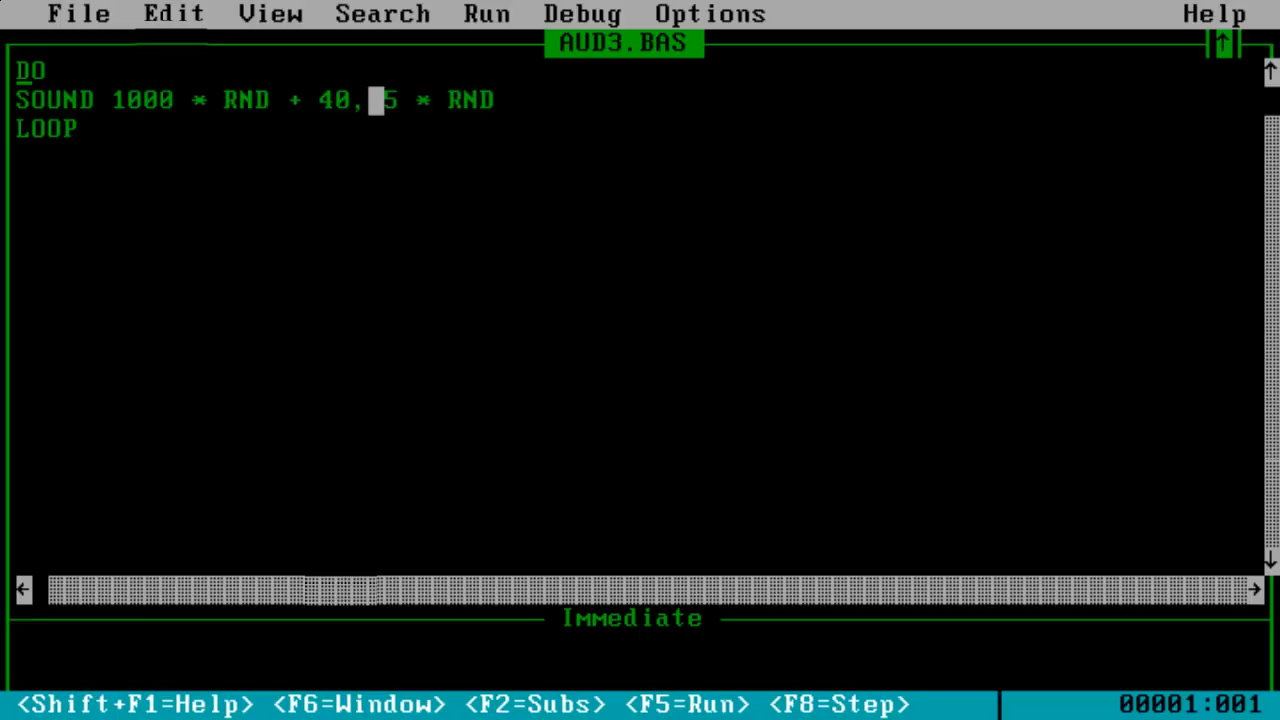 File Edit View Search Run Debug Options Help
AUD3.BAS
DO
SOUND 1000 * RND + 40, 5 * RND
LOOP
Immediate
<Shift+F1=Help> <F6=Window> <F2=Subs> <F5=Run> <F8=Step> 00001:001